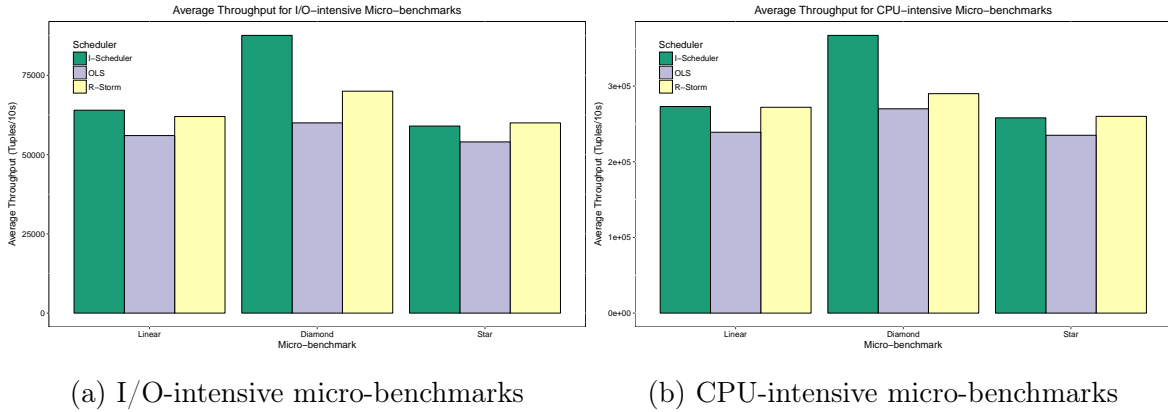 Average Throughput for I/O−intensive Micro−benchmarks
Scheduler
I−Scheduler
OLS
R−Storm
75000
50000
25000
0
Average Throughput (Tuples/10s)
Linear
Diamond
Star
Micro−benchmark
(a) I/O-intensive micro-benchmarks
Average Throughput for CPU−intensive Micro−benchmarks
Scheduler
I−Scheduler
OLS
R−Storm
3e+05
2e+05
1e+05
0e+00
Average Throughput (Tuples/10s)
Linear
Diamond
Star
Micro−benchmark
(b) CPU-intensive micro-benchmarks